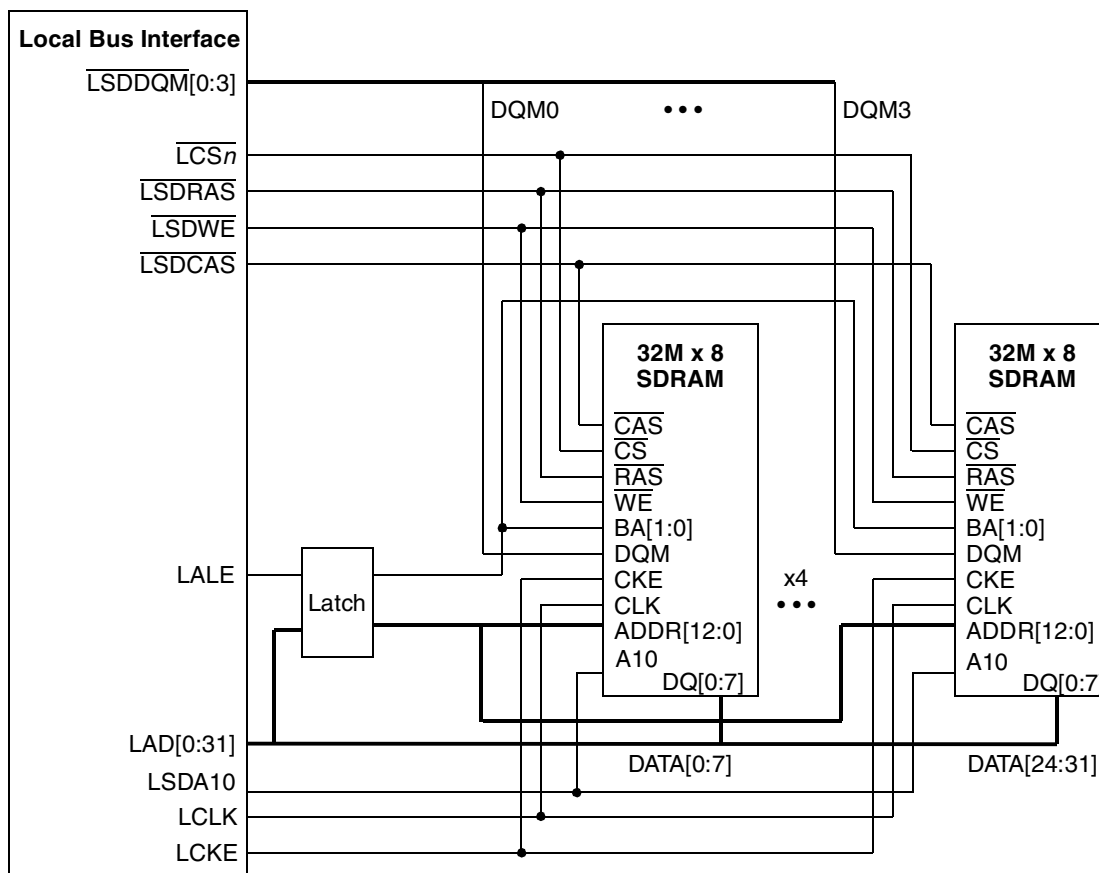 Local Bus Interface
LSDDQM[0:3]
DQM0
•••
DQM3
LCSn
LSDRAS
LSDWE
LSDCAS
LALE
LAD[0:31]
LSDA10
LCLK
LCKE
Latch
32M x 8
SDRAM
CAS
CS
RAS
WE
BA[1:0]
DQM
CKE
CLK
ADDR[12:0]
A10
DQ[0:7]
DATA[0:7]
x4
•••
32M x 8
SDRAM
CAS
CS
RAS
WE
BA[1:0]
DQM
CKE
CLK
ADDR[12:0]
A10
DQ[0:7]
DATA[24:31]